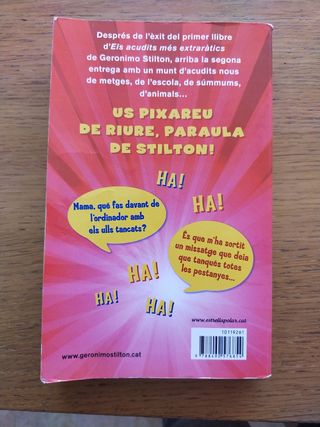 Després de l'èxit del primer llibre
d'Els acudits més extraràtics
de Geronimo Stilton, arriba la segona
entrega amb un munt d'acudits nous
de metges, de l'escola, de súmmums,
d'animals...
US PIXAREU
DE RIURE, PARAULA
DE STILTON!
HA!
HA!
Mama, què fas davant de
l'ordinador amb
els ulls tancats?
És que m'ha sortit
un missatge que deia
que tanqués totes
les pestanyes...
HA!
HA!
HA!
www.estrellapolar.cat
10119261
www.geronimostilton.cat